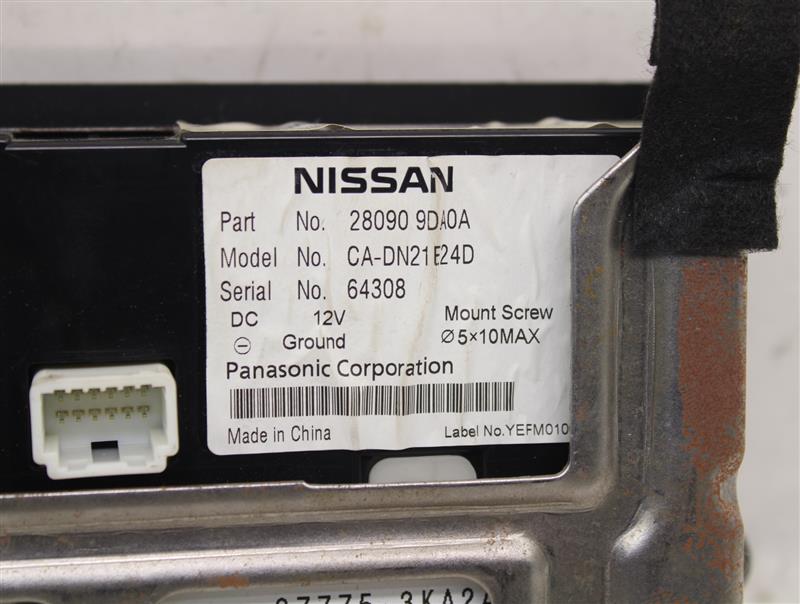 NISSAN
Part No. 28090 9DA0A
Model No. CA-DN21E24D
Serial No. 64308
DC 12V Mount Screw
⊖ Ground Ø5×10MAX
Panasonic Corporation
Made in China Label No.YEFM010
3KA2